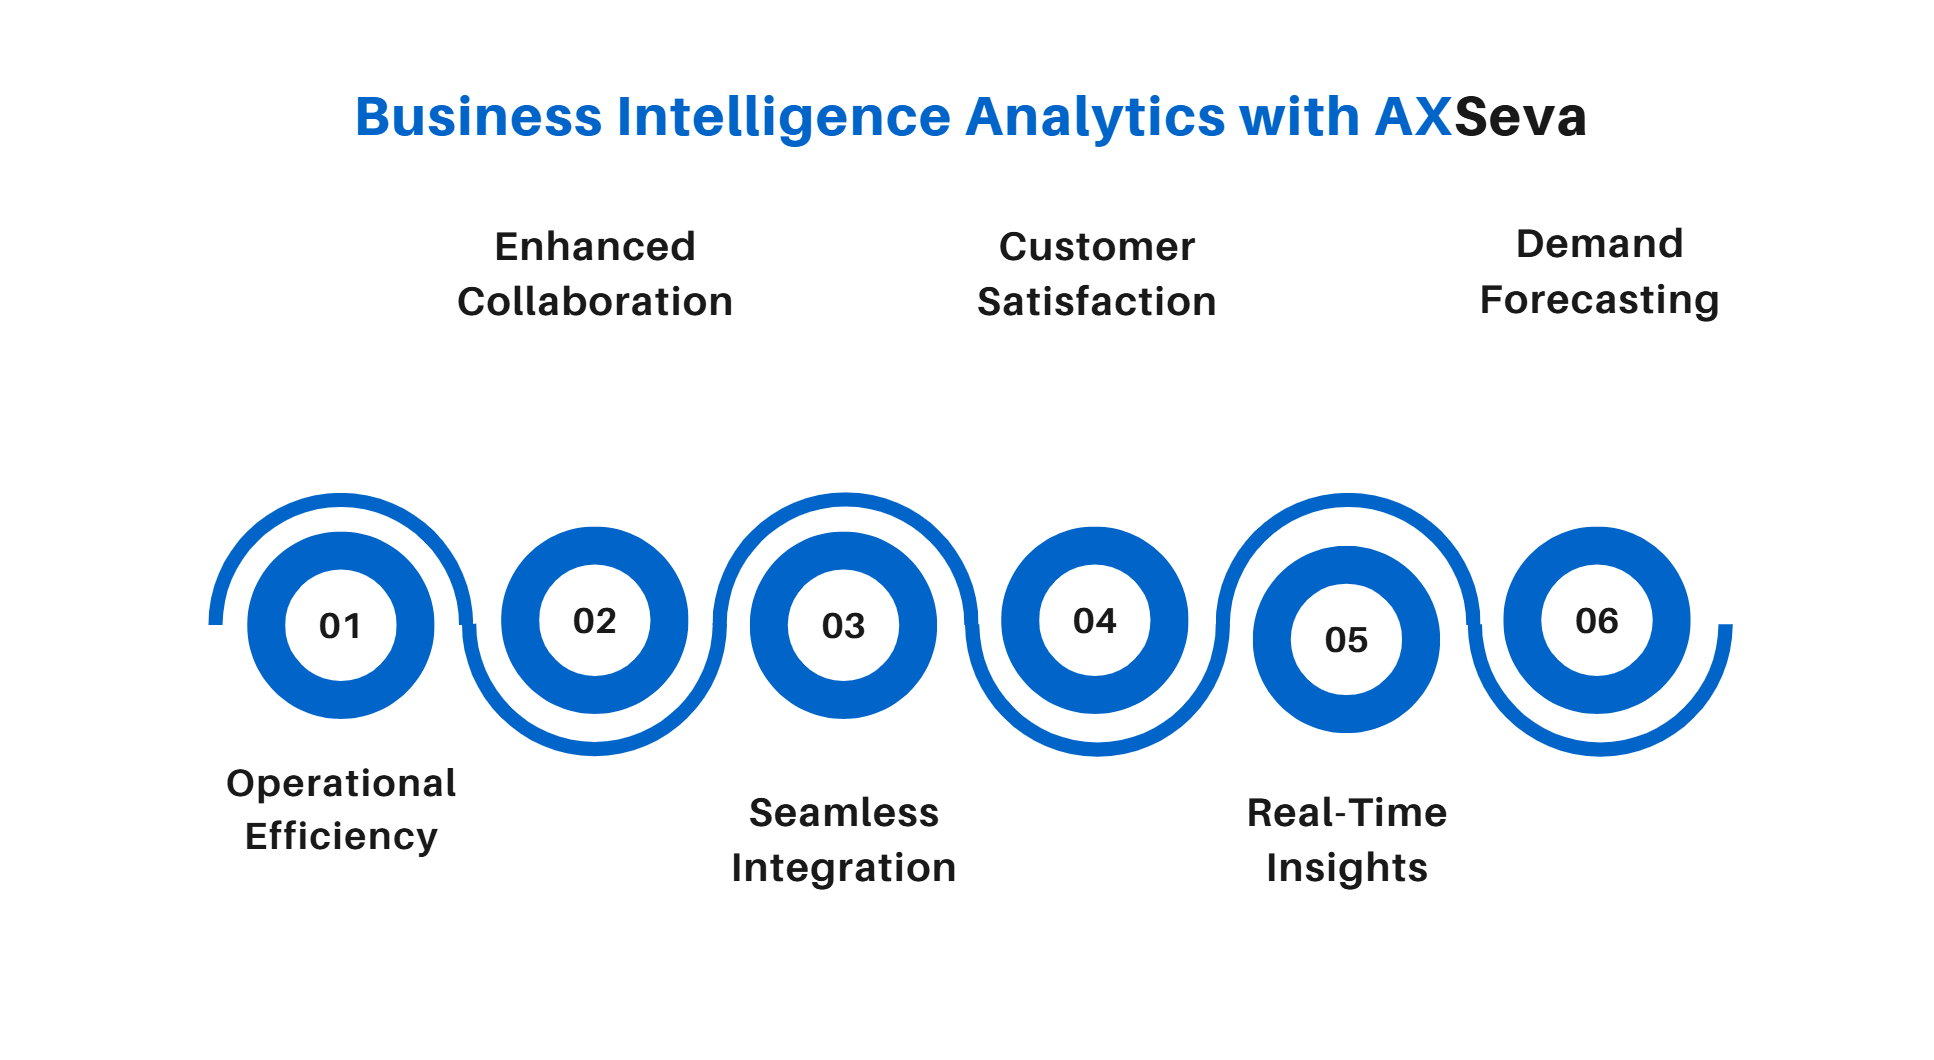 Business Intelligence Analytics with AXSeva
Enhanced
Collaboration
Customer
Satisfaction
Demand
Forecasting
01
02
03
04
05
06
Operational
Efficiency
Seamless
Integration
Real-Time
Insights